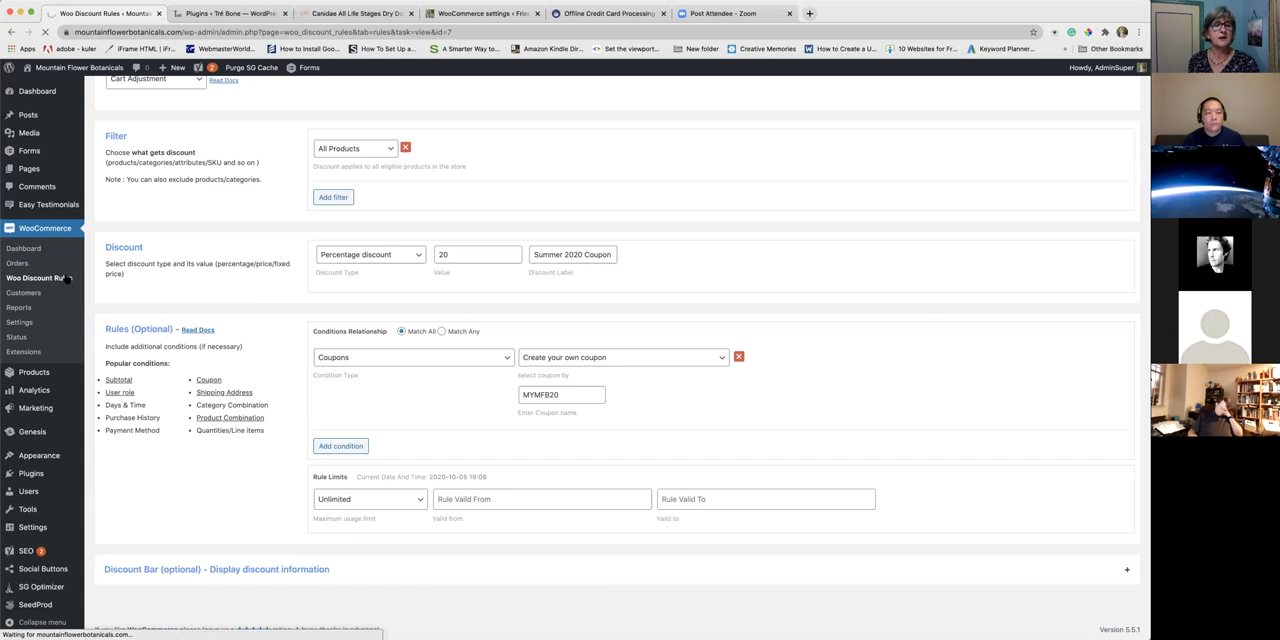 Woo Discount Rules ‹ Mountain
Plugins ‹ Tré Bone — WordPre
Canidae All Life Stages Dry Do
WooCommerce settings ‹ Frie
Offline Credit Card Processing
Post Attendee - Zoom
mountainflowerbotanicals.com/wp-admin/admin.php?page=woo_discount_rules&tab=rules&task=view&id=7
Apps
adobe - kuler
iFrame HTML | iFr...
WebmasterWorld...
How to Install Goo...
How To Set up a...
A Smarter Way to...
Amazon Kindle Dir...
Set the viewport...
New folder
Creative Memories
How to Create a U...
10 Websites for Fr...
Keyword Planner...
Other Bookmarks
Mountain Flower Botanicals
0
New
2
Purge SG Cache
Forms
Howdy, AdminSuper
Dashboard
Posts
Media
Forms
Pages
Comments
Easy Testimonials
WooCommerce
Dashboard
Orders
Woo Discount Rules
Customers
Reports
Settings
Status
Extensions
Products
Analytics
Marketing
Genesis
Appearance
Plugins
Users
Tools
Settings
SEO 2
Social Buttons
SG Optimizer
SeedProd
Collapse menu
Waiting for mountainflowerbotanicals.com...
Cart Adjustment
Read Docs
Filter
Choose what gets discount
(products/categories/attributes/SKU and so on )
Note : You can also exclude products/categories.
All Products
Discount applies to all eligible products in the store
Add filter
Discount
Select discount type and its value (percentage/price/fixed
price)
Percentage discount
20
Summer 2020 Coupon
Discount Type
Value
Discount Label
Rules (Optional) - Read Docs
Include additional conditions (if necessary)
Popular conditions:
Subtotal
User role
Days & Time
Purchase History
Payment Method
Coupon
Shipping Address
Category Combination
Product Combination
Quantities/Line items
Conditions Relationship
Match All
Match Any
Coupons
Create your own coupon
Condition Type
select coupon by
MYMFB20
Enter Coupon name
Add condition
Rule Limits
Current Date And Time: 2020-10-05 19:06
Unlimited
Rule Vaild From
Rule Valid To
Maximum usage limit
Vaild from
Vaild to
Discount Bar (optional) - Display discount information
+
Version 5.5.1